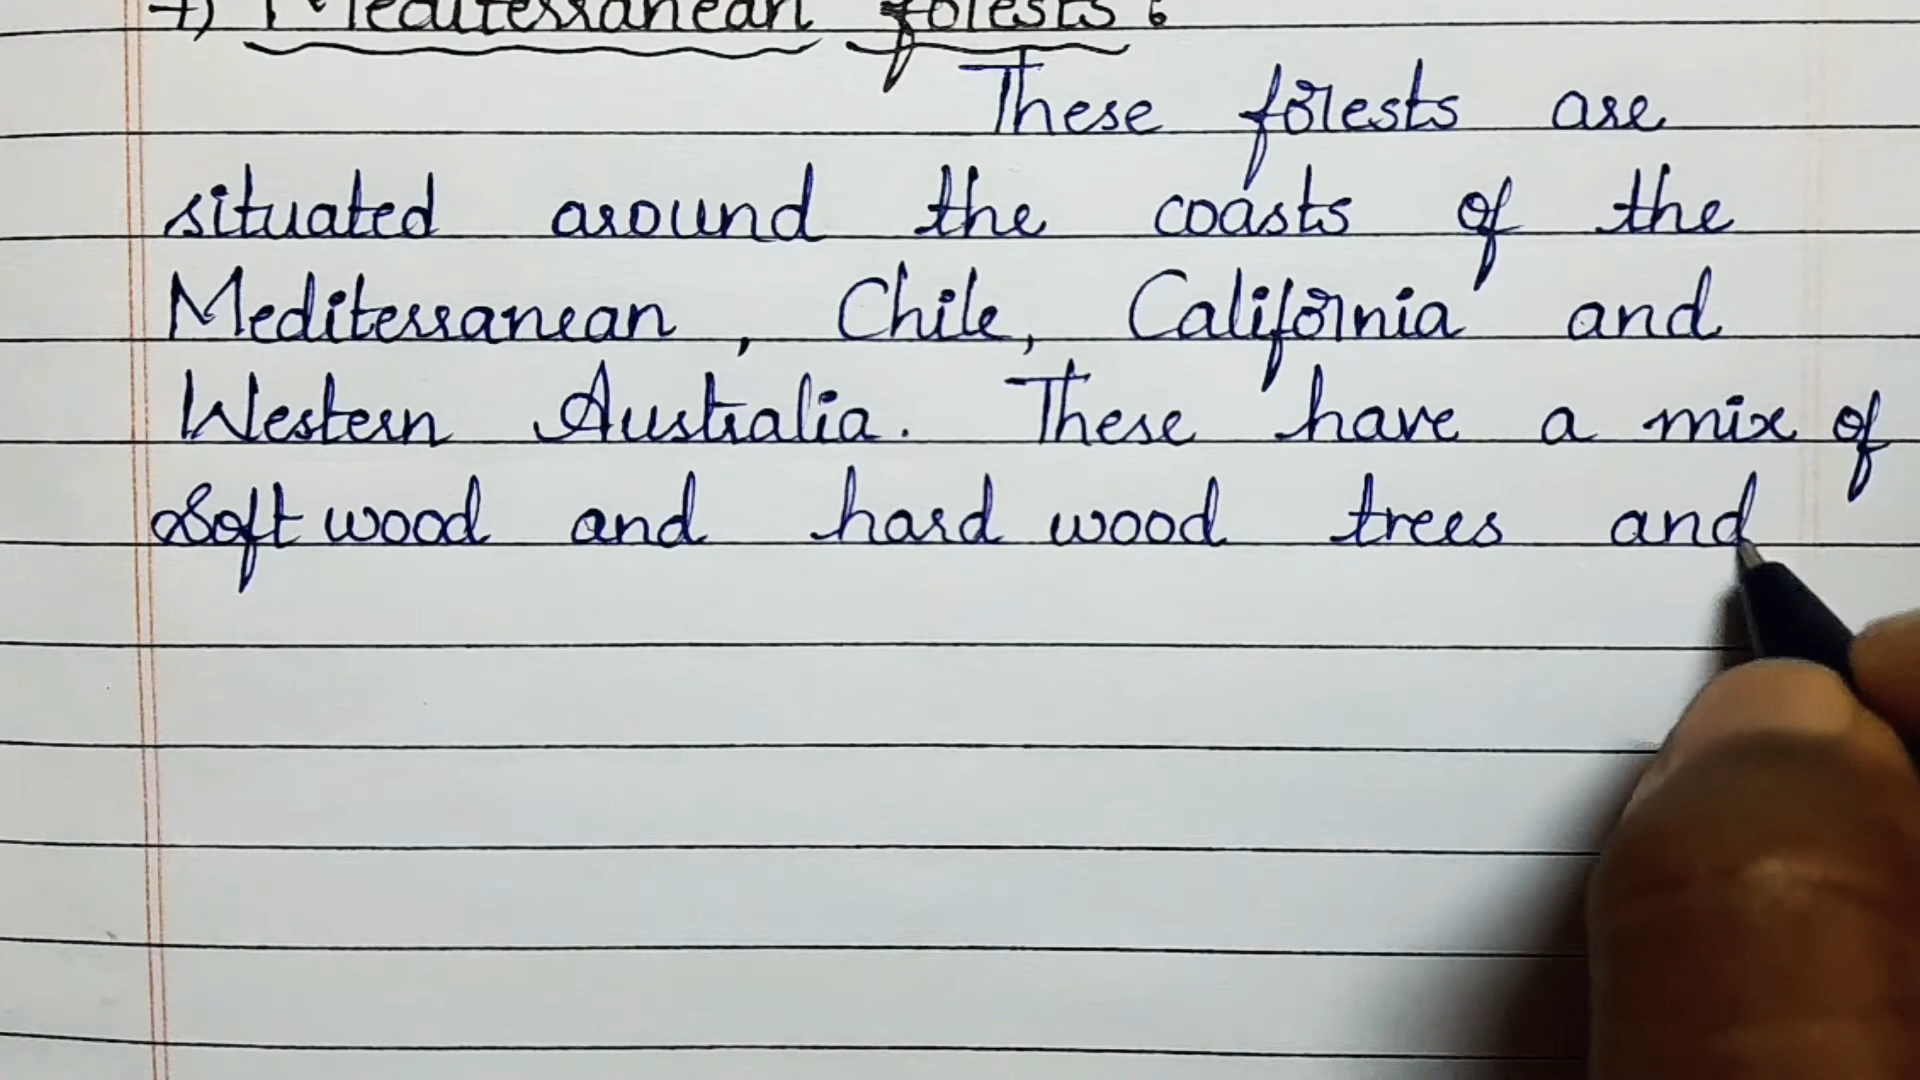 7) Mediterranean forests:
These forests are
situated around the coasts of the
Mediterranean, Chile, California and
Western Australia. These have a mix of
Soft wood and hard wood trees and